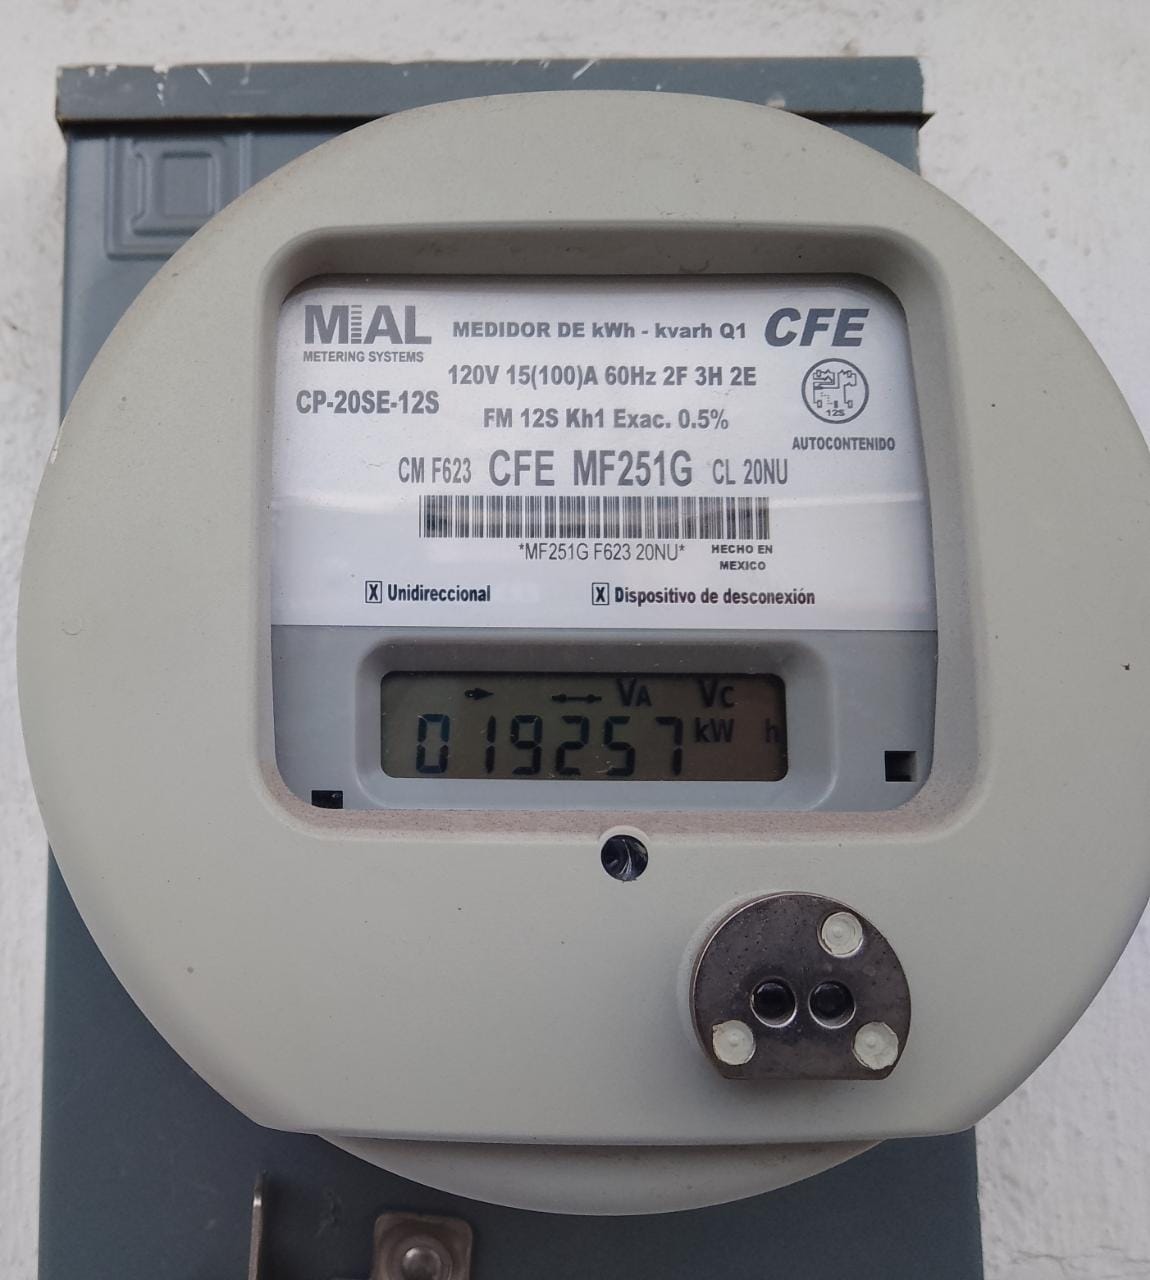 MIAL
METERING SYSTEMS
MEDIDOR DE kWh - kvarh Q1
CFE
120V 15(100)A 60Hz 2F 3H 2E
CP-20SE-12S
FM 12S Kh1 Exac. 0.5%
12S
AUTOCONTENIDO
CM F623 CFE MF251G CL 20NU
*MF251G F623 20NU*
HECHO EN
MEXICO
X Unidireccional
X Dispositivo de desconexión
VA VC
019257 kW h